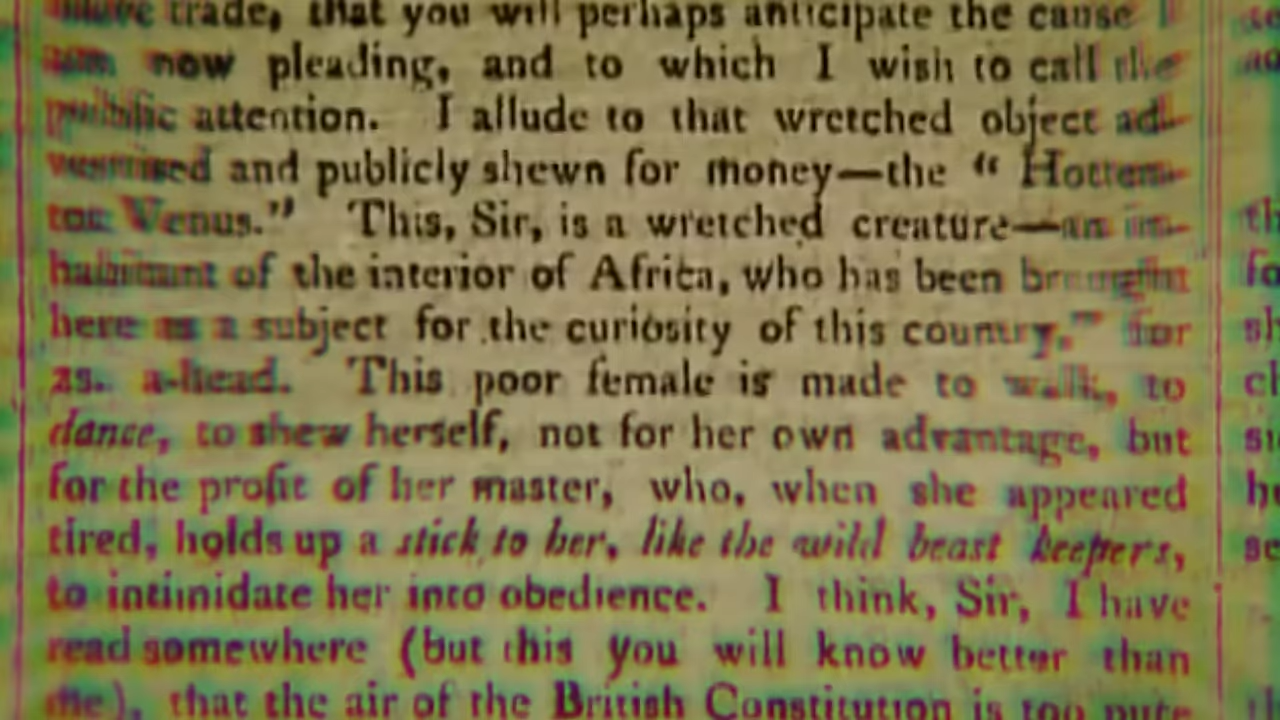 trade, that you will perhaps anticipate the cause I
am now pleading, and to which I wish to call the
public attention. I allude to that wretched object ad-
vertised and publicly shewn for money—the “ Hotten-
tot Venus.” This, Sir, is a wretched creature—an in-
habitant of the interior of Africa, who has been brought
here as a subject for the curiosity of this country, for
2s. a-head. This poor female is made to walk, to
dance, to shew herself, not for her own advantage, but
for the profit of her master, who, when she appeared
tired, holds up a stick to her, like the wild beast keepers,
to intimidate her into obedience. I think, Sir, I have
read somewhere (but this you will know better than
me), that the air of the British Constitution is too pure